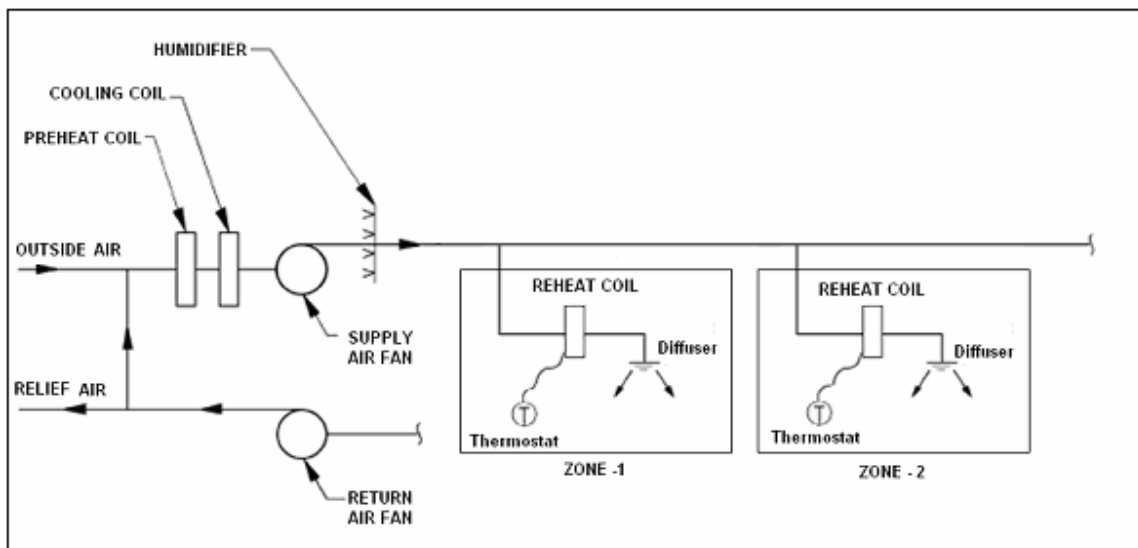 HUMIDIFIER
COOLING COIL
PREHEAT COIL
OUTSIDE AIR
SUPPLY
AIR FAN
RELIEF AIR
RETURN
AIR FAN
REHEAT COIL
Diffuser
T
Thermostat
ZONE -1
REHEAT COIL
Diffuser
T
Thermostat
ZONE - 2